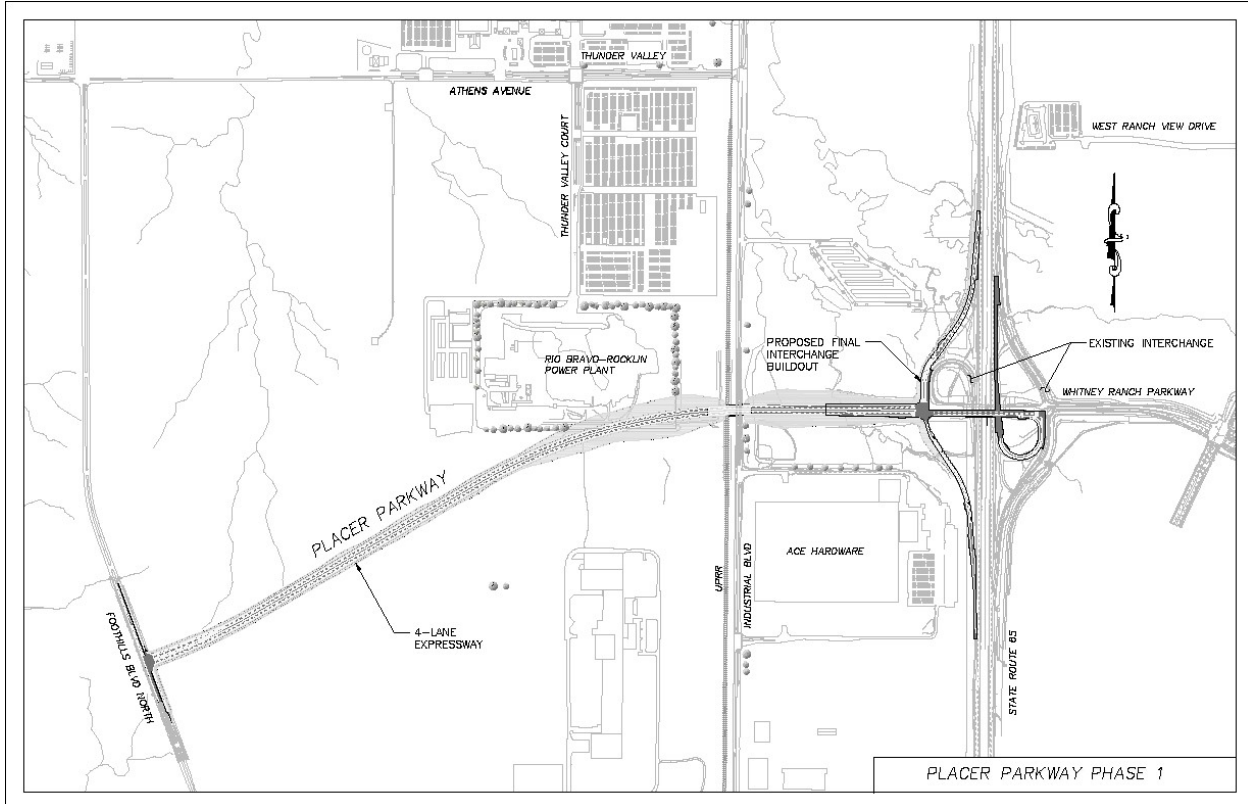 THUNDER VALLEY
ATHENS AVENUE
THUNDER VALLEY COURT
WEST RANCH VIEW DRIVE
RIO BRAVO-ROCKLIN
POWER PLANT
PROPOSED FINAL
INTERCHANGE
BUILDOUT
EXISTING INTERCHANGE
WHITNEY RANCH PARKWAY
PLACER PARKWAY
4-LANE
EXPRESSWAY
FOOTHILLS BLVD NORTH
UPRR
INDUSTRIAL BLVD
ACE HARDWARE
STATE ROUTE 65
PLACER PARKWAY PHASE 1